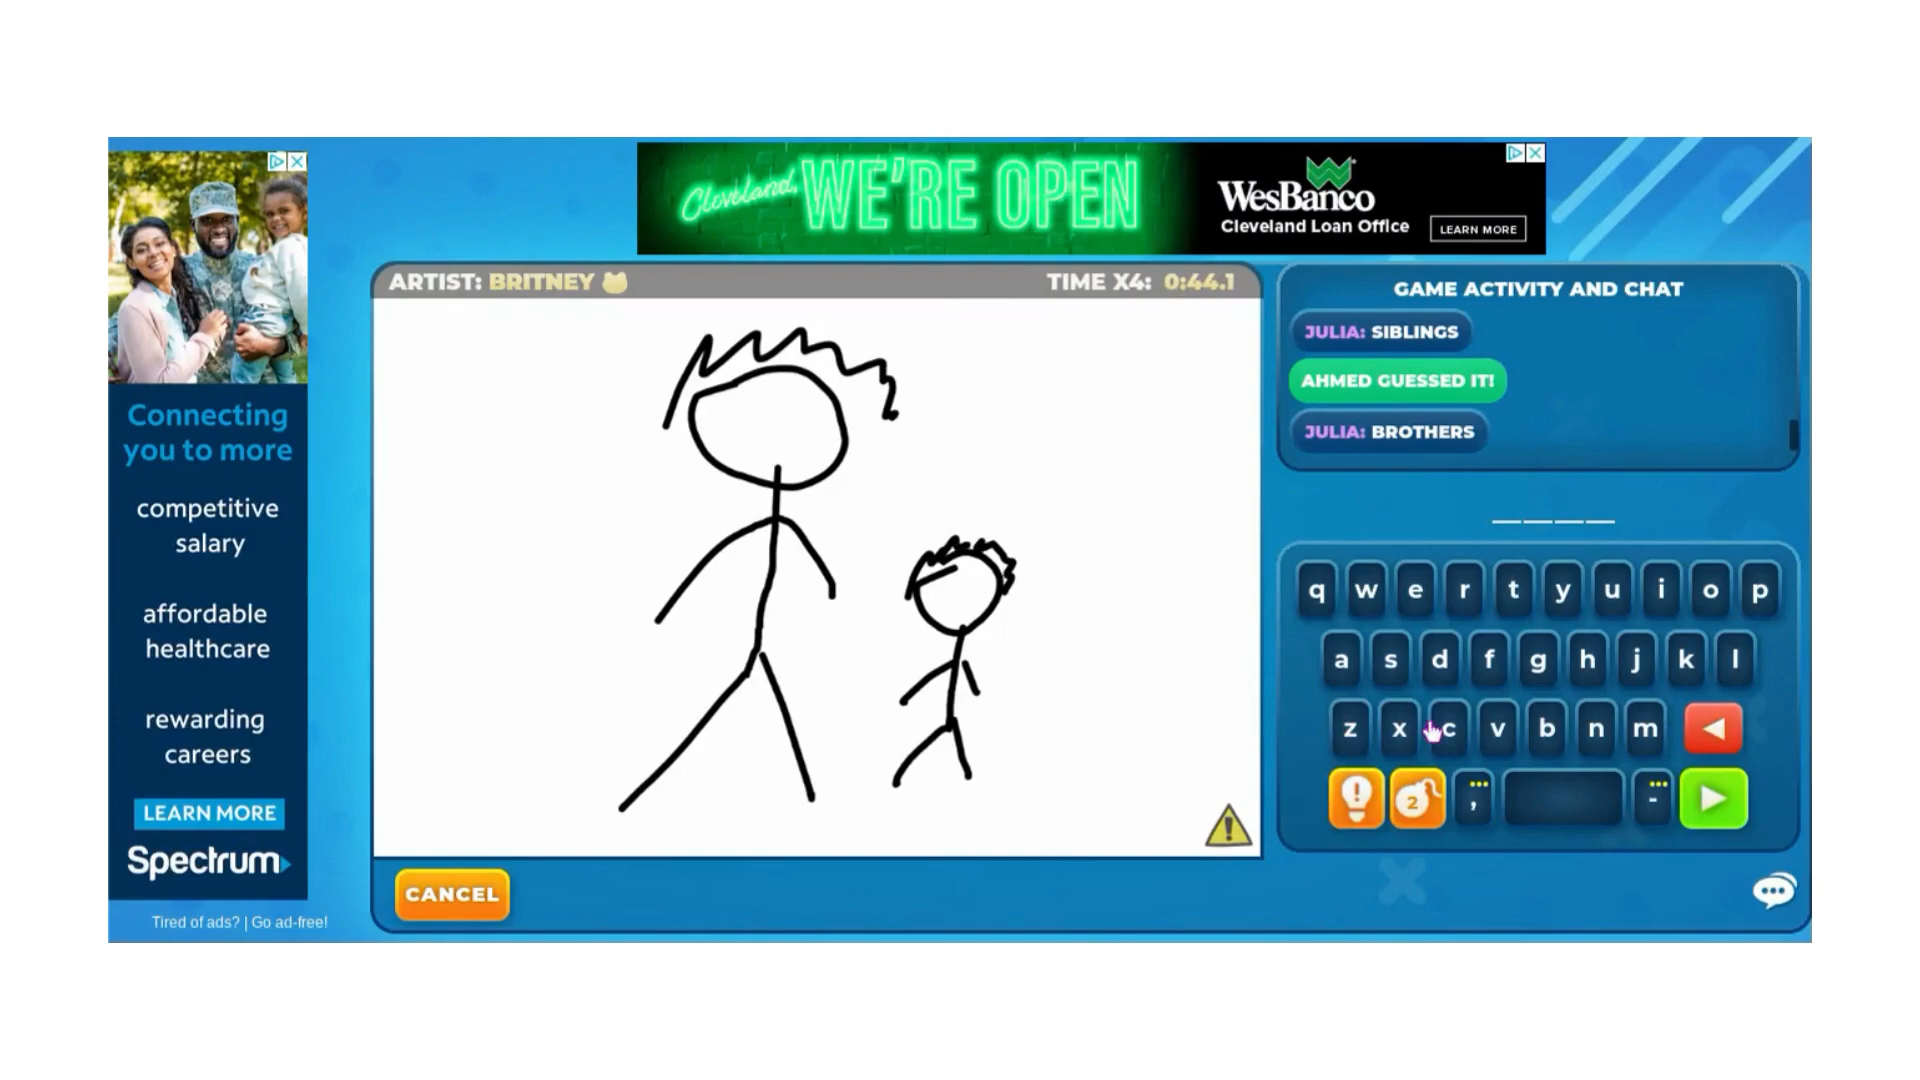 Cleveland, WE'RE OPEN
WesBanco
Cleveland Loan Office
LEARN MORE
Connecting
you to more
competitive
salary
affordable
healthcare
rewarding
careers
LEARN MORE
Spectrum
Tired of ads? | Go ad-free!
ARTIST: BRITNEY
TIME X4: 0:44.1
CANCEL
GAME ACTIVITY AND CHAT
JULIA: SIBLINGS
AHMED GUESSED IT!
JULIA: BROTHERS
q w e r t y u i o p
a s d f g h j k l
z x c v b n m
2 , -